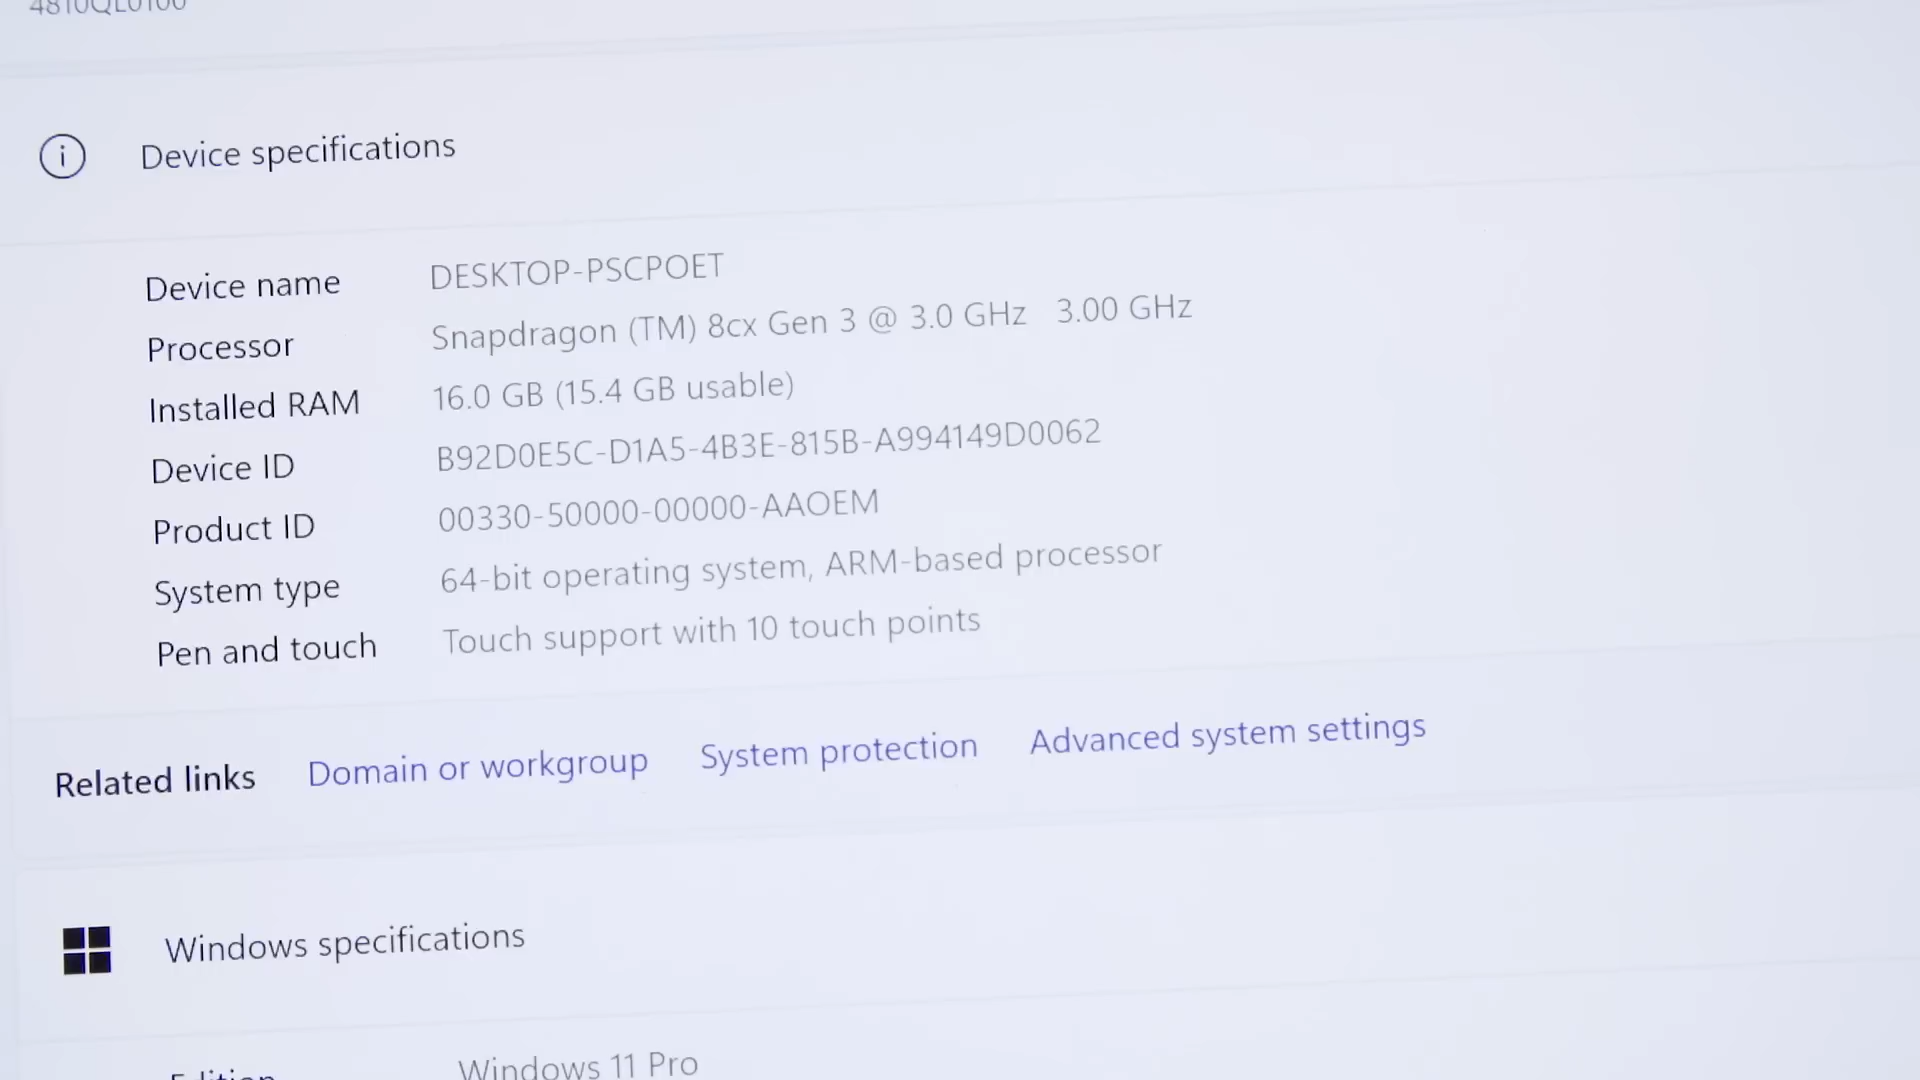 Device specifications
Device name DESKTOP-PSCPOET
Processor Snapdragon (TM) 8cx Gen 3 @ 3.0 GHz 3.00 GHz
Installed RAM 16.0 GB (15.4 GB usable)
Device ID B92D0E5C-D1A5-4B3E-815B-A994149D0062
Product ID 00330-50000-00000-AAOEM
System type 64-bit operating system, ARM-based processor
Pen and touch Touch support with 10 touch points
Related links Domain or workgroup System protection Advanced system settings
Windows specifications
Edition Windows 11 Pro